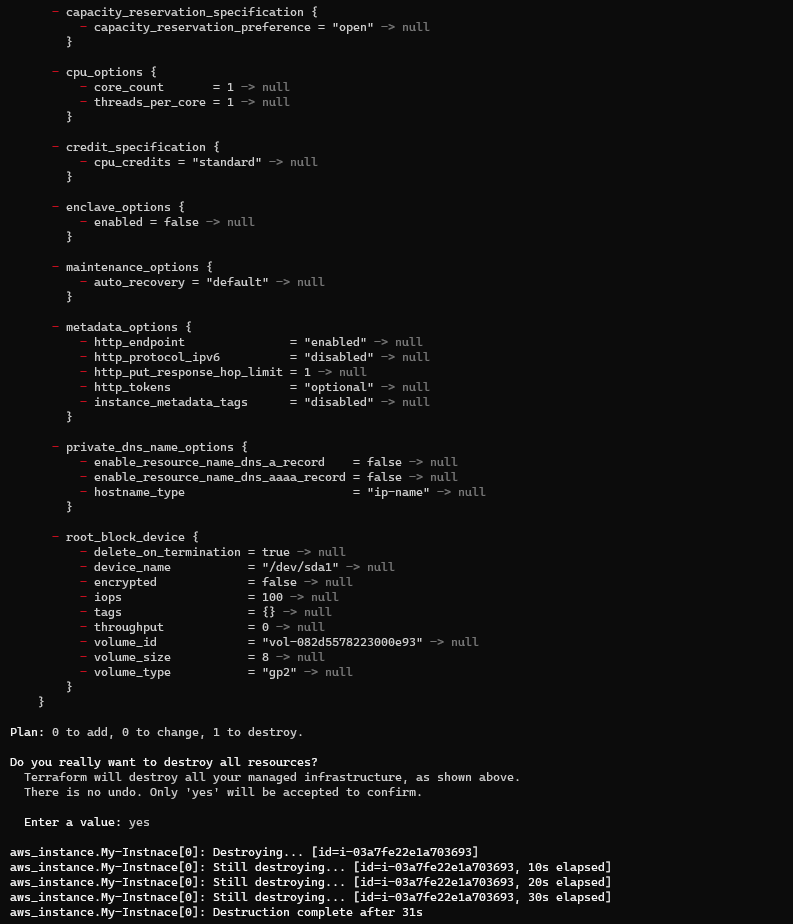 - capacity_reservation_specification {
- capacity_reservation_preference = "open" -> null
}
- cpu_options {
- core_count       = 1 -> null
- threads_per_core = 1 -> null
}
- credit_specification {
- cpu_credits = "standard" -> null
}
- enclave_options {
- enabled = false -> null
}
- maintenance_options {
- auto_recovery = "default" -> null
}
- metadata_options {
- http_endpoint               = "enabled" -> null
- http_protocol_ipv6          = "disabled" -> null
- http_put_response_hop_limit = 1 -> null
- http_tokens                 = "optional" -> null
- instance_metadata_tags      = "disabled" -> null
}
- private_dns_name_options {
- enable_resource_name_dns_a_record    = false -> null
- enable_resource_name_dns_aaaa_record = false -> null
- hostname_type                        = "ip-name" -> null
}
- root_block_device {
- delete_on_termination = true -> null
- device_name           = "/dev/sda1" -> null
- encrypted             = false -> null
- iops                  = 100 -> null
- tags                  = {} -> null
- throughput            = 0 -> null
- volume_id             = "vol-082d5578223000e93" -> null
- volume_size           = 8 -> null
- volume_type           = "gp2" -> null
}
}
Plan: 0 to add, 0 to change, 1 to destroy.
Do you really want to destroy all resources?
Terraform will destroy all your managed infrastructure, as shown above.
There is no undo. Only 'yes' will be accepted to confirm.
Enter a value: yes
aws_instance.My-Instnace[0]: Destroying... [id=i-03a7fe22e1a703693]
aws_instance.My-Instnace[0]: Still destroying... [id=i-03a7fe22e1a703693, 10s elapsed]
aws_instance.My-Instnace[0]: Still destroying... [id=i-03a7fe22e1a703693, 20s elapsed]
aws_instance.My-Instnace[0]: Still destroying... [id=i-03a7fe22e1a703693, 30s elapsed]
aws_instance.My-Instnace[0]: Destruction complete after 31s